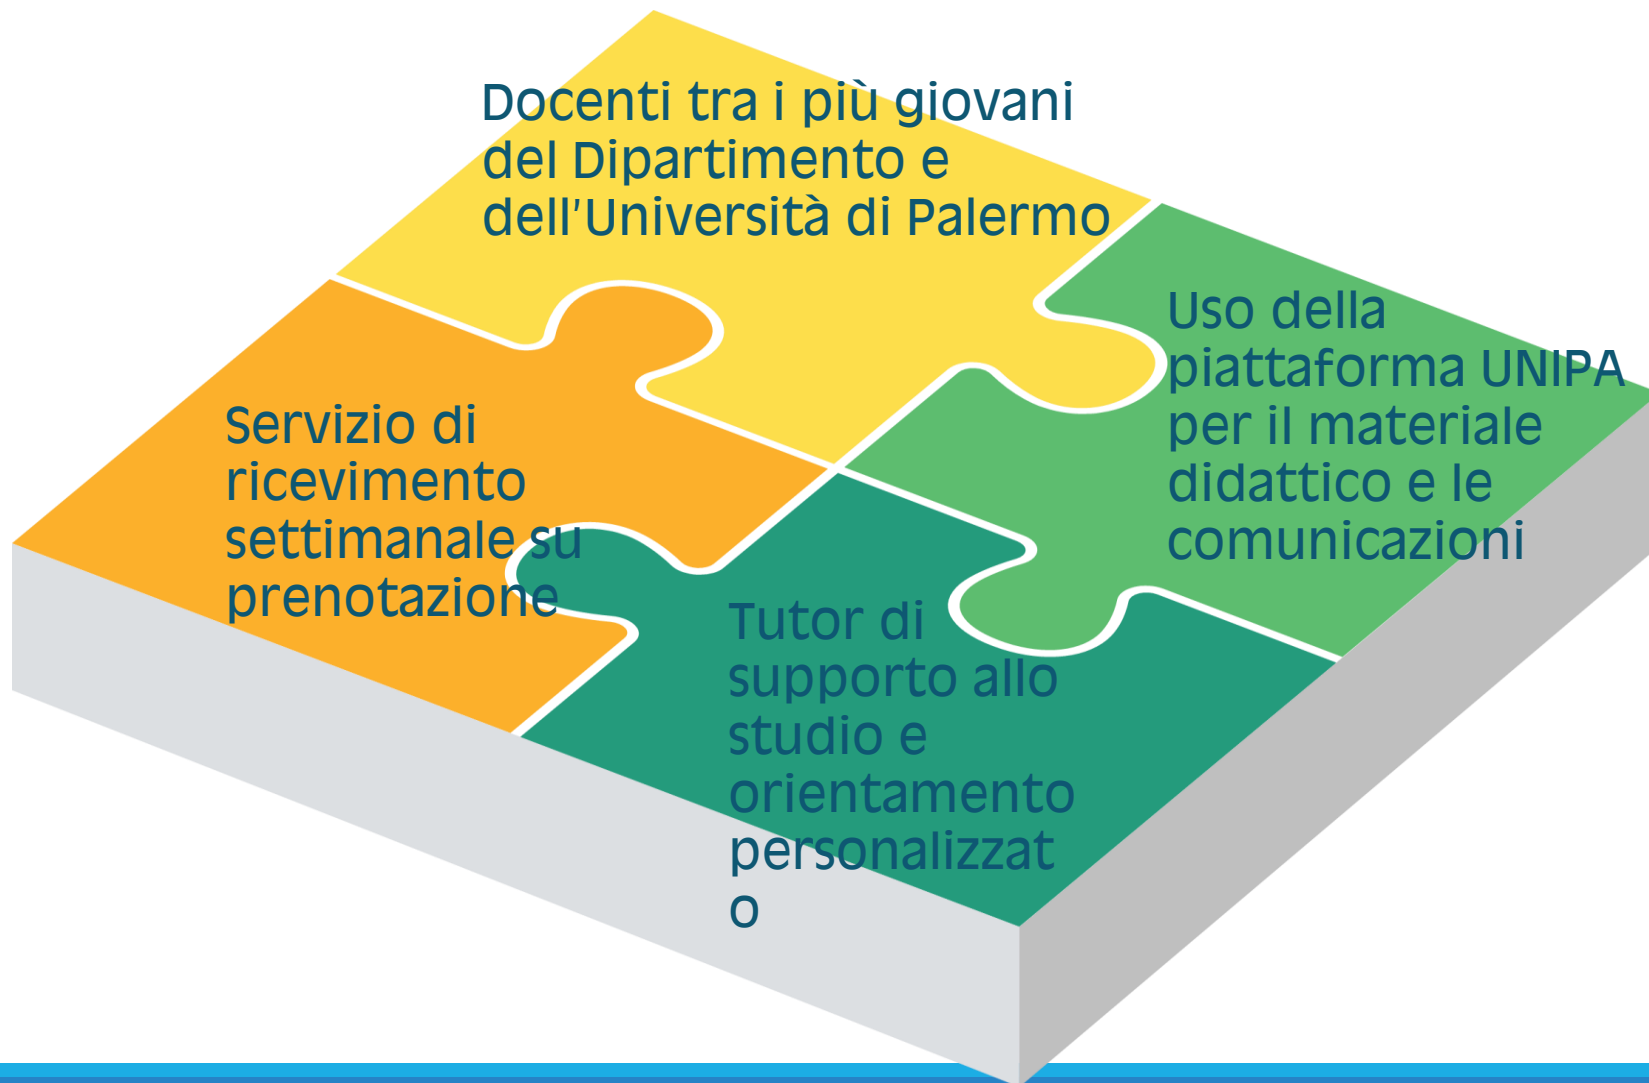 Docenti tra i più giovani
del Dipartimento e
dell'Università di Palermo
Uso della
piattaforma UNIPA
per il materiale
didattico e le
comunicazioni
Servizio di
ricevimento
settimanale su
prenotazione
Tutor di
supporto allo
studio e
orientamento
personalizzat
o